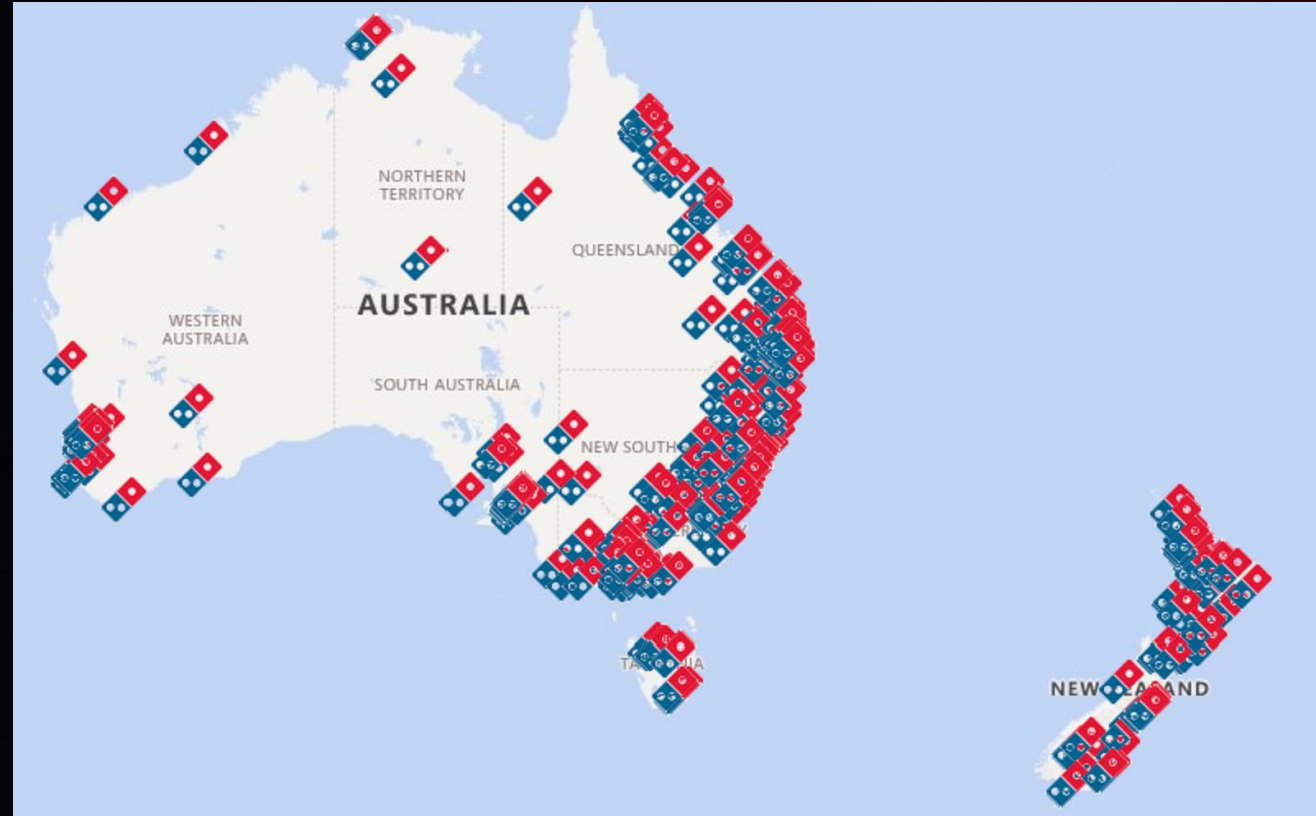 NORTHERN
TERRITORY
QUEENSLAND
AUSTRALIA
WESTERN
AUSTRALIA
SOUTH AUSTRALIA
NEW SOUTH